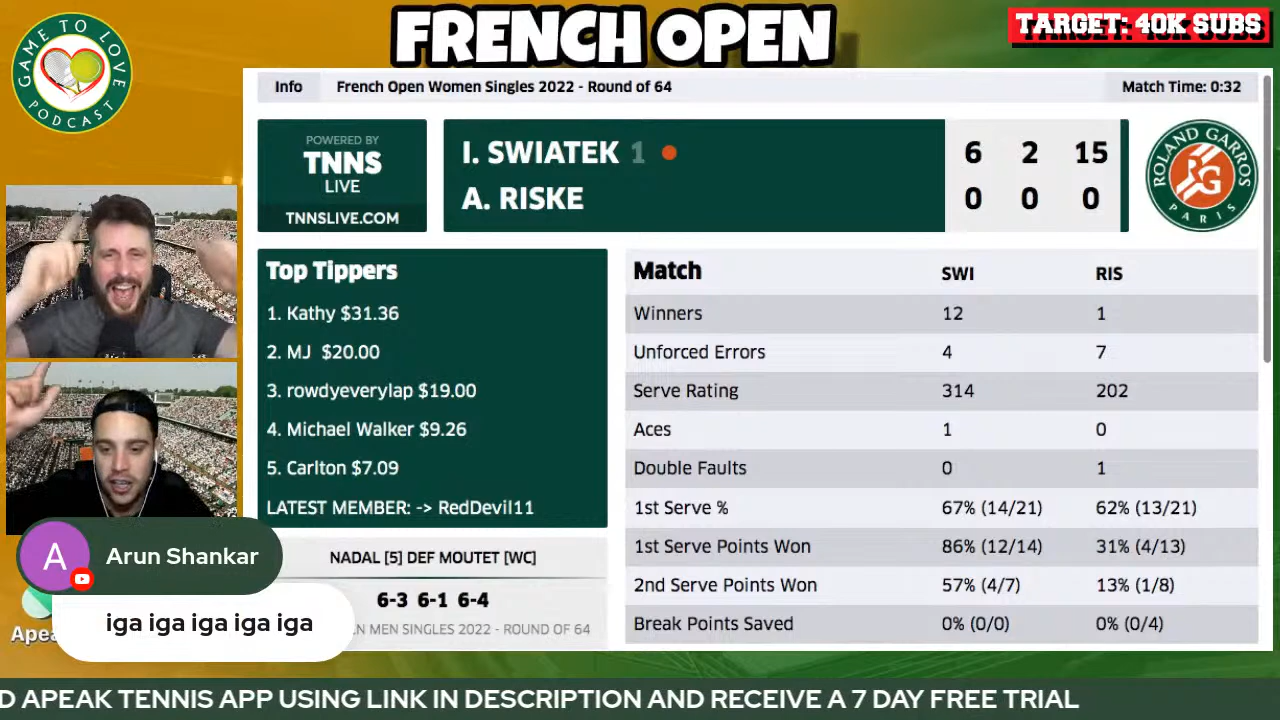 FRENCH OPEN
TARGET: 40K SUBS
GAME TO LOVE
PODCAST
Info French Open Women Singles 2022 - Round of 64 Match Time: 0:32
POWERED BY
TNNS
LIVE
TNNSLIVE.COM
I. SWIATEK 1 6 2 15
A. RISKE 0 0 0
ROLAND GARROS
RG
PARIS
Top Tippers
1. Kathy $31.36
2. MJ $20.00
3. rowdyeverylap $19.00
4. Michael Walker $9.26
5. Carlton $7.09
LATEST MEMBER: -> RedDevil11
Match SWI RIS
Winners 12 1
Unforced Errors 4 7
Serve Rating 314 202
Aces 1 0
Double Faults 0 1
1st Serve % 67% (14/21) 62% (13/21)
1st Serve Points Won 86% (12/14) 31% (4/13)
2nd Serve Points Won 57% (4/7) 13% (1/8)
Break Points Saved 0% (0/0) 0% (0/4)
NADAL [5] DEF MOUTET [WC]
6-3 6-1 6-4
EN MEN SINGLES 2022 - ROUND OF 64
A Arun Shankar
iga iga iga iga iga
Apea
D APEAK TENNIS APP USING LINK IN DESCRIPTION AND RECEIVE A 7 DAY FREE TRIAL